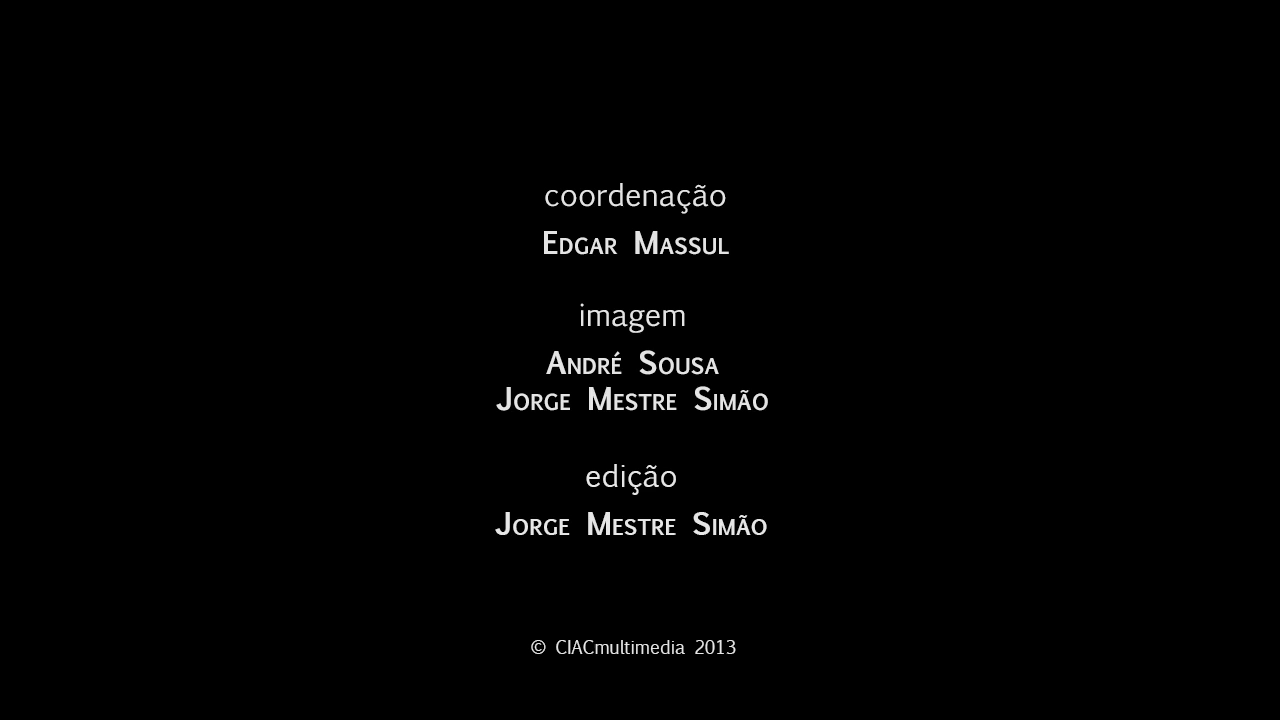 coordenação
Edgar Massul
imagem
André Sousa
Jorge Mestre Simão
edição
Jorge Mestre Simão
© CIACmultimedia 2013